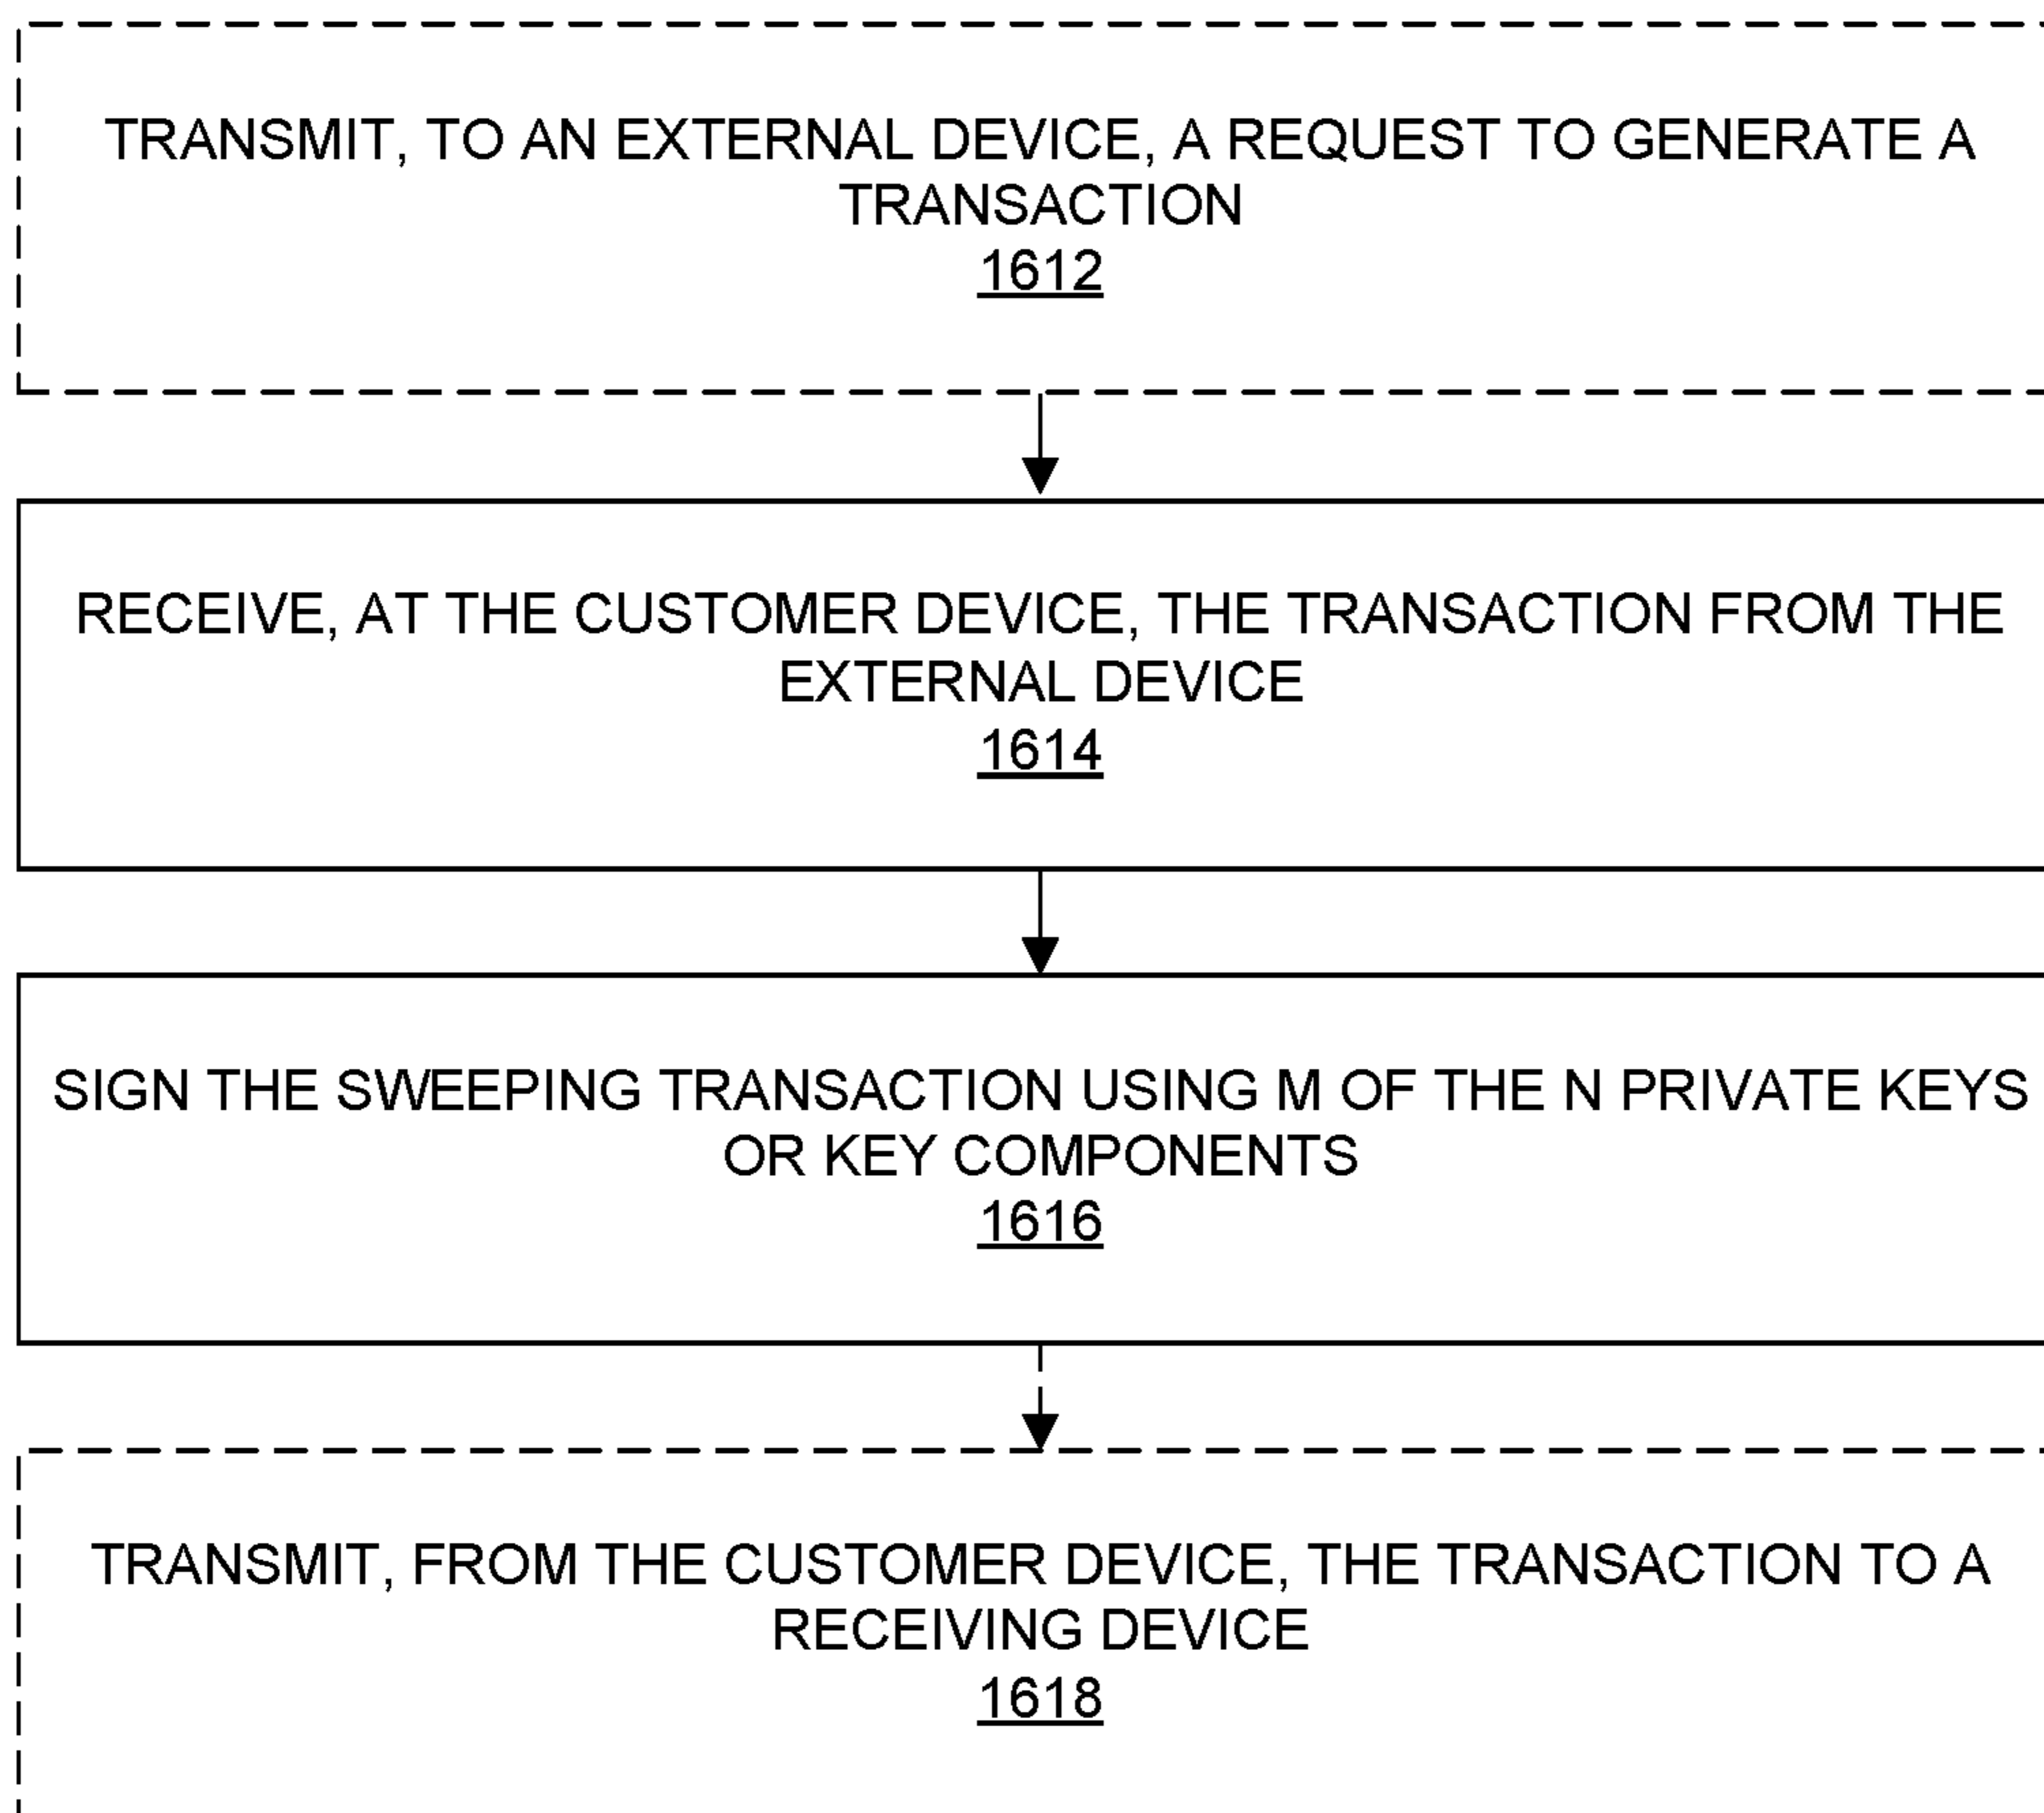 TRANSMIT, TO AN EXTERNAL DEVICE, A REQUEST TO GENERATE A
TRANSACTION
1612
RECEIVE, AT THE CUSTOMER DEVICE, THE TRANSACTION FROM THE
EXTERNAL DEVICE
1614
SIGN THE SWEEPING TRANSACTION USING M OF THE N PRIVATE KEYS
OR KEY COMPONENTS
1616
TRANSMIT, FROM THE CUSTOMER DEVICE, THE TRANSACTION TO A
RECEIVING DEVICE
1618